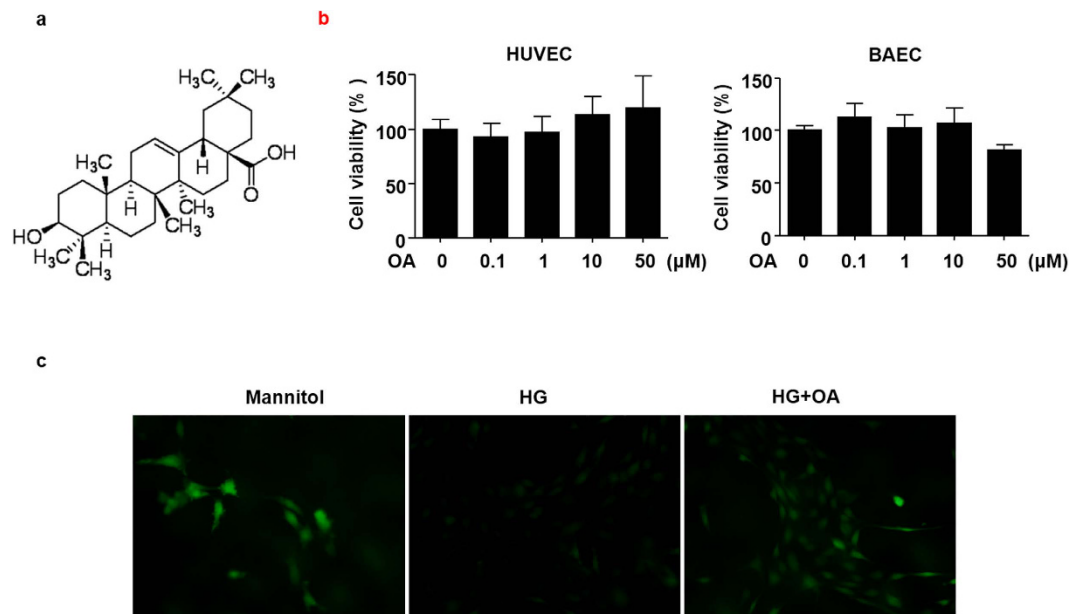 a
H₃C CH₃
H₃C
H
OH
O
H
H
CH₃
CH₃
HO
H₃C
CH₃
b
HUVEC
Cell viability (%)
150
100
50
0
OA 0 0.1 1 10 50 (μM)
BAEC
Cell viability (%)
150
100
50
0
OA 0 0.1 1 10 50 (μM)
c
Mannitol HG HG+OA